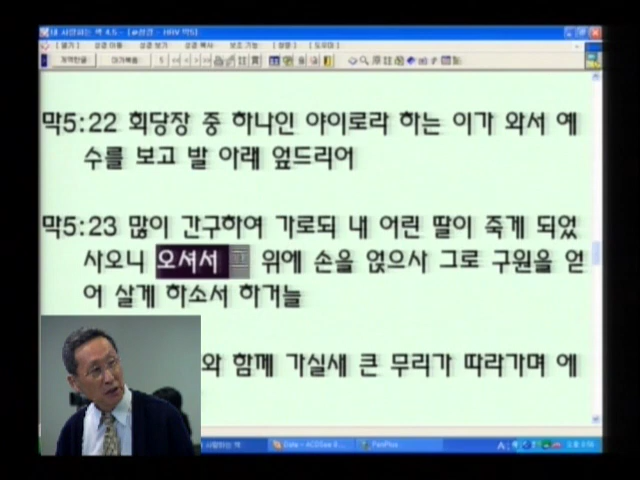 막5:22 회당장 중 하나인 야이로라 하는 이가 와서 예
수를 보고 발 아래 엎드리어
막5:23 많이 간구하여 가로되 내 어린 딸이 죽게 되었
사오니 오셔서 위에 손을 얹으사 그로 구원을 얻
어 살게 하소서 하거늘
와 함께 가실새 큰 무리가 따라가며 에